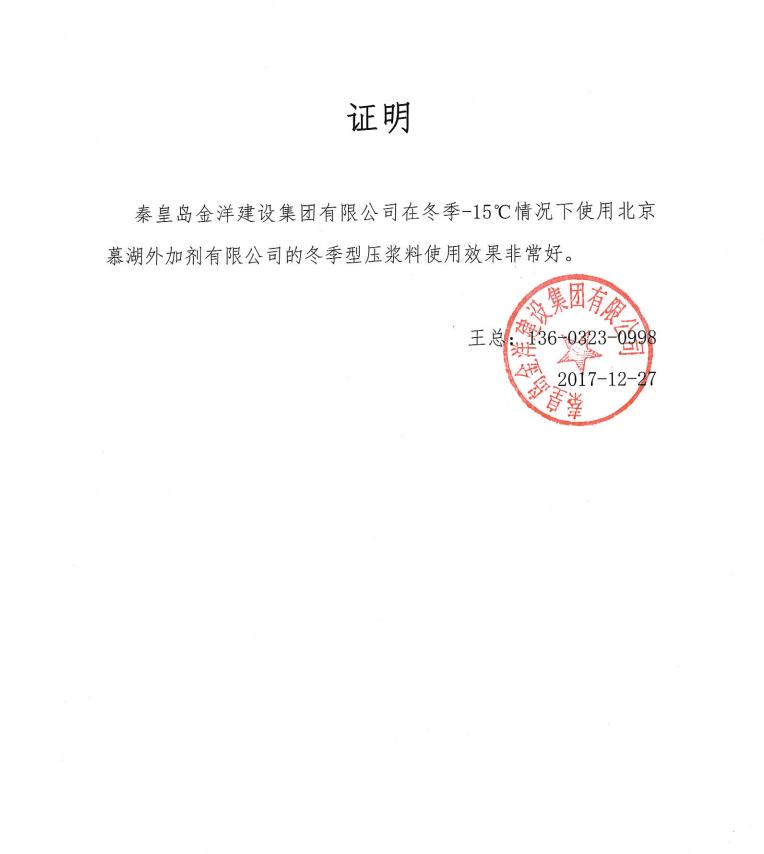 证明
秦皇岛金洋建设集团有限公司在冬季-15℃情况下使用北京
慕湖外加剂有限公司的冬季型压浆料使用效果非常好。
王总：136-0323-0998
2017-12-27
秦皇岛金洋建设集团有限公司